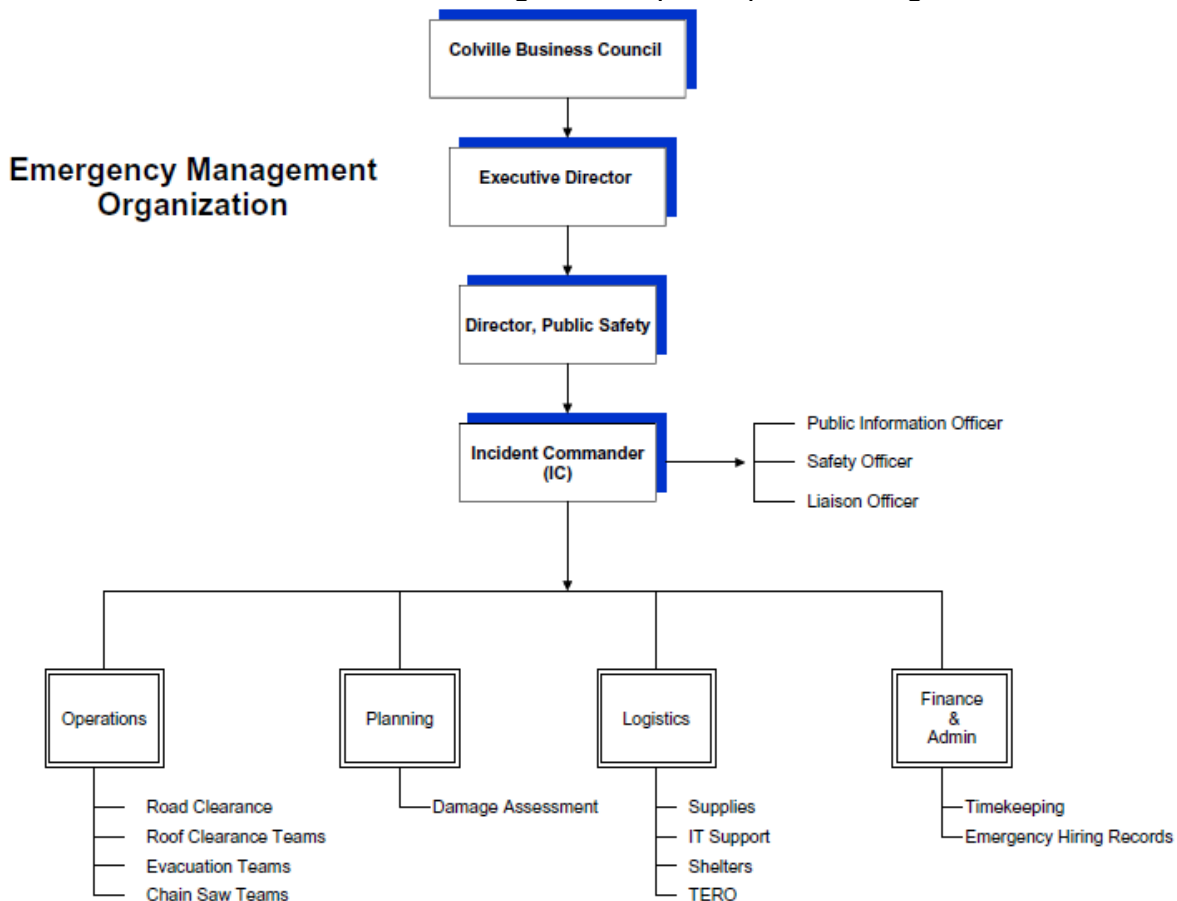 Colville Business Council
Emergency Management
Organization
Executive Director
Director, Public Safety
Incident Commander
(IC)
Public Information Officer
Safety Officer
Liaison Officer
Operations
Planning
Logistics
Finance
&
Admin
Road Clearance
Roof Clearance Teams
Evacuation Teams
Chain Saw Teams
Damage Assessment
Supplies
IT Support
Shelters
TERO
Timekeeping
Emergency Hiring Records